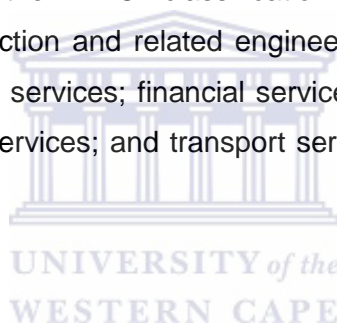 ction and related enginee
services; financial service
ervices; and transport ser
UNIVERSITY of the
WESTERN CAPE